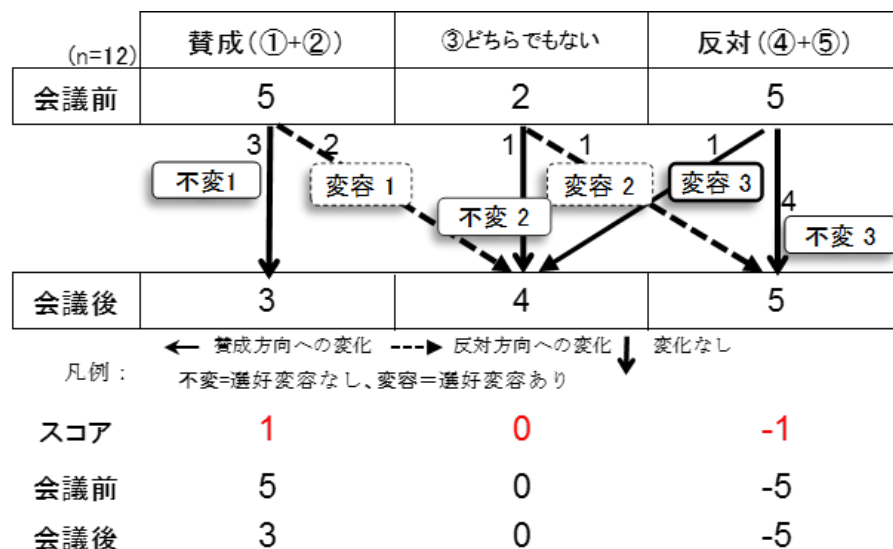 (n=12) 賛成(①+②) ③どちらでもない 反対(④+⑤)
会議前 5 2 5
3 2 1 1 1
不変1 変容 1 変容 2 変容 3
4
不変 2 不変 3
会議後 3 4 5
賛成方向への変化 反対方向への変化 変化なし
凡例：
不変=選好変容なし、変容＝選好変容あり
スコア 1 0 -1
会議前 5 0 -5
会議後 3 0 -5